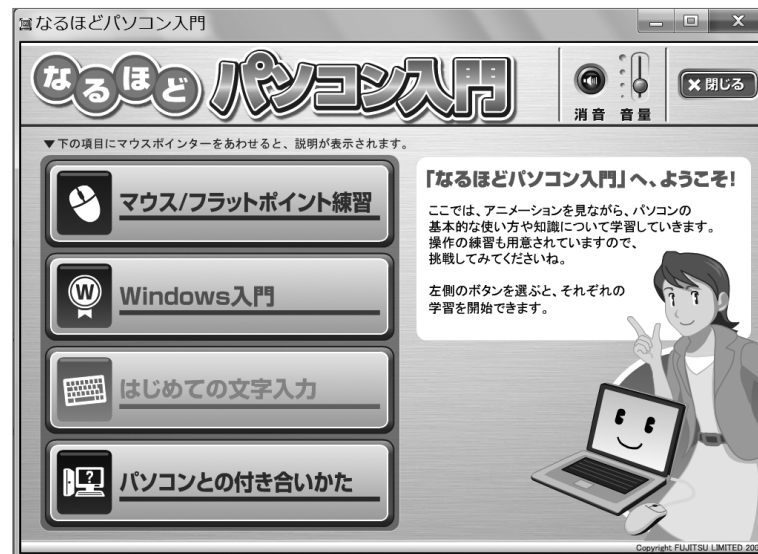 なるほどパソコン入門
なるほどパソコン入門
消音 音量
×閉じる
▼下の項目にマウスポインターをあわせると、説明が表示されます。
マウス/フラットポイント練習
Windows入門
はじめての文字入力
パソコンとの付き合いかた
「なるほどパソコン入門」へ、ようこそ!
ここでは、アニメーションを見ながら、パソコンの
基本的な使い方や知識について学習していきます。
操作の練習も用意されていますので、
挑戦してみてくださいね。
左側のボタンを選ぶと、それぞれの
学習を開始できます。
Copyright FUJITSU LIMITED